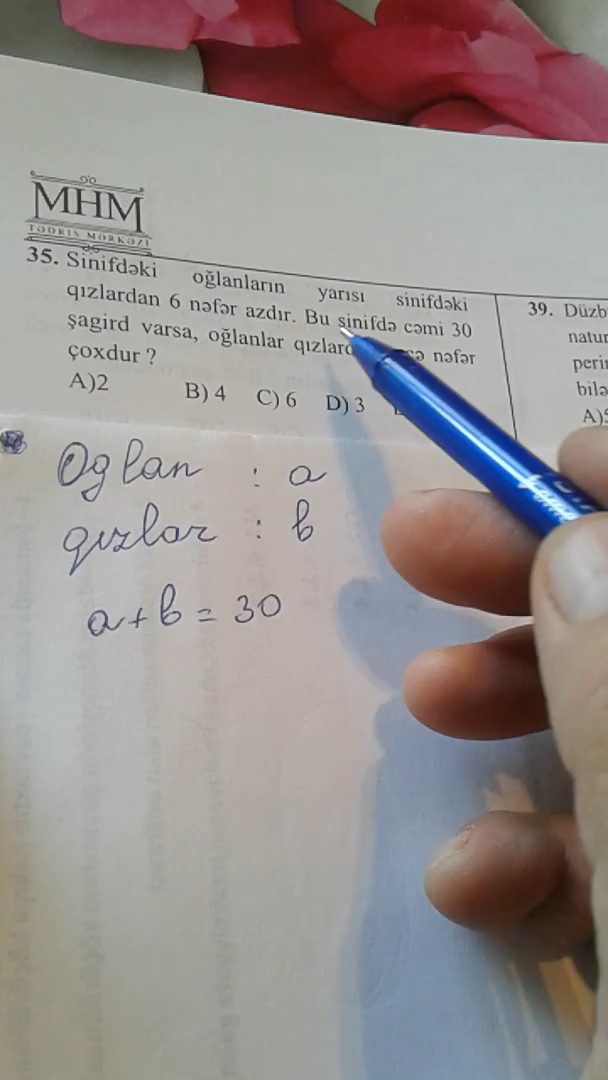 MHM
TƏDRİS MƏRKƏZİ
35. Sinifdəki oğlanların yarısı sinifdəki
qızlardan 6 nəfər azdır. Bu sinifdə cəmi 30
şagird varsa, oğlanlar nəfər
çoxdur ?
A)2 B) 4 C) 6 D) 3
39. Düzb
natur
peri
bilə
A)
Oglan : a
qızlar : b
a + b = 30